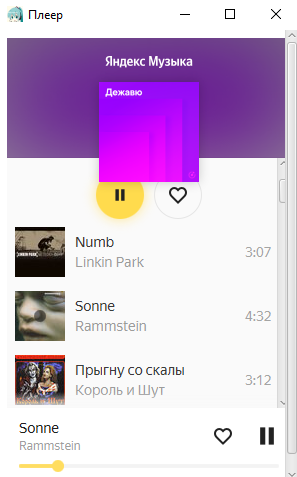 Плеер
Яндекс Музыка
Дежавю
Numb
Linkin Park
3:07
Sonne
Rammstein
4:32
Прыгну со скалы
Король и Шут
3:12
Sonne
Rammstein